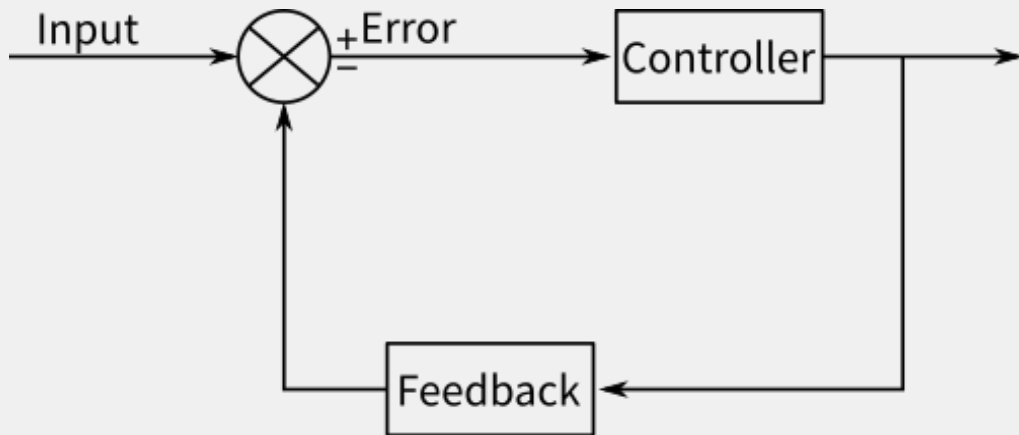 Input
+
Error
−
Controller
Feedback